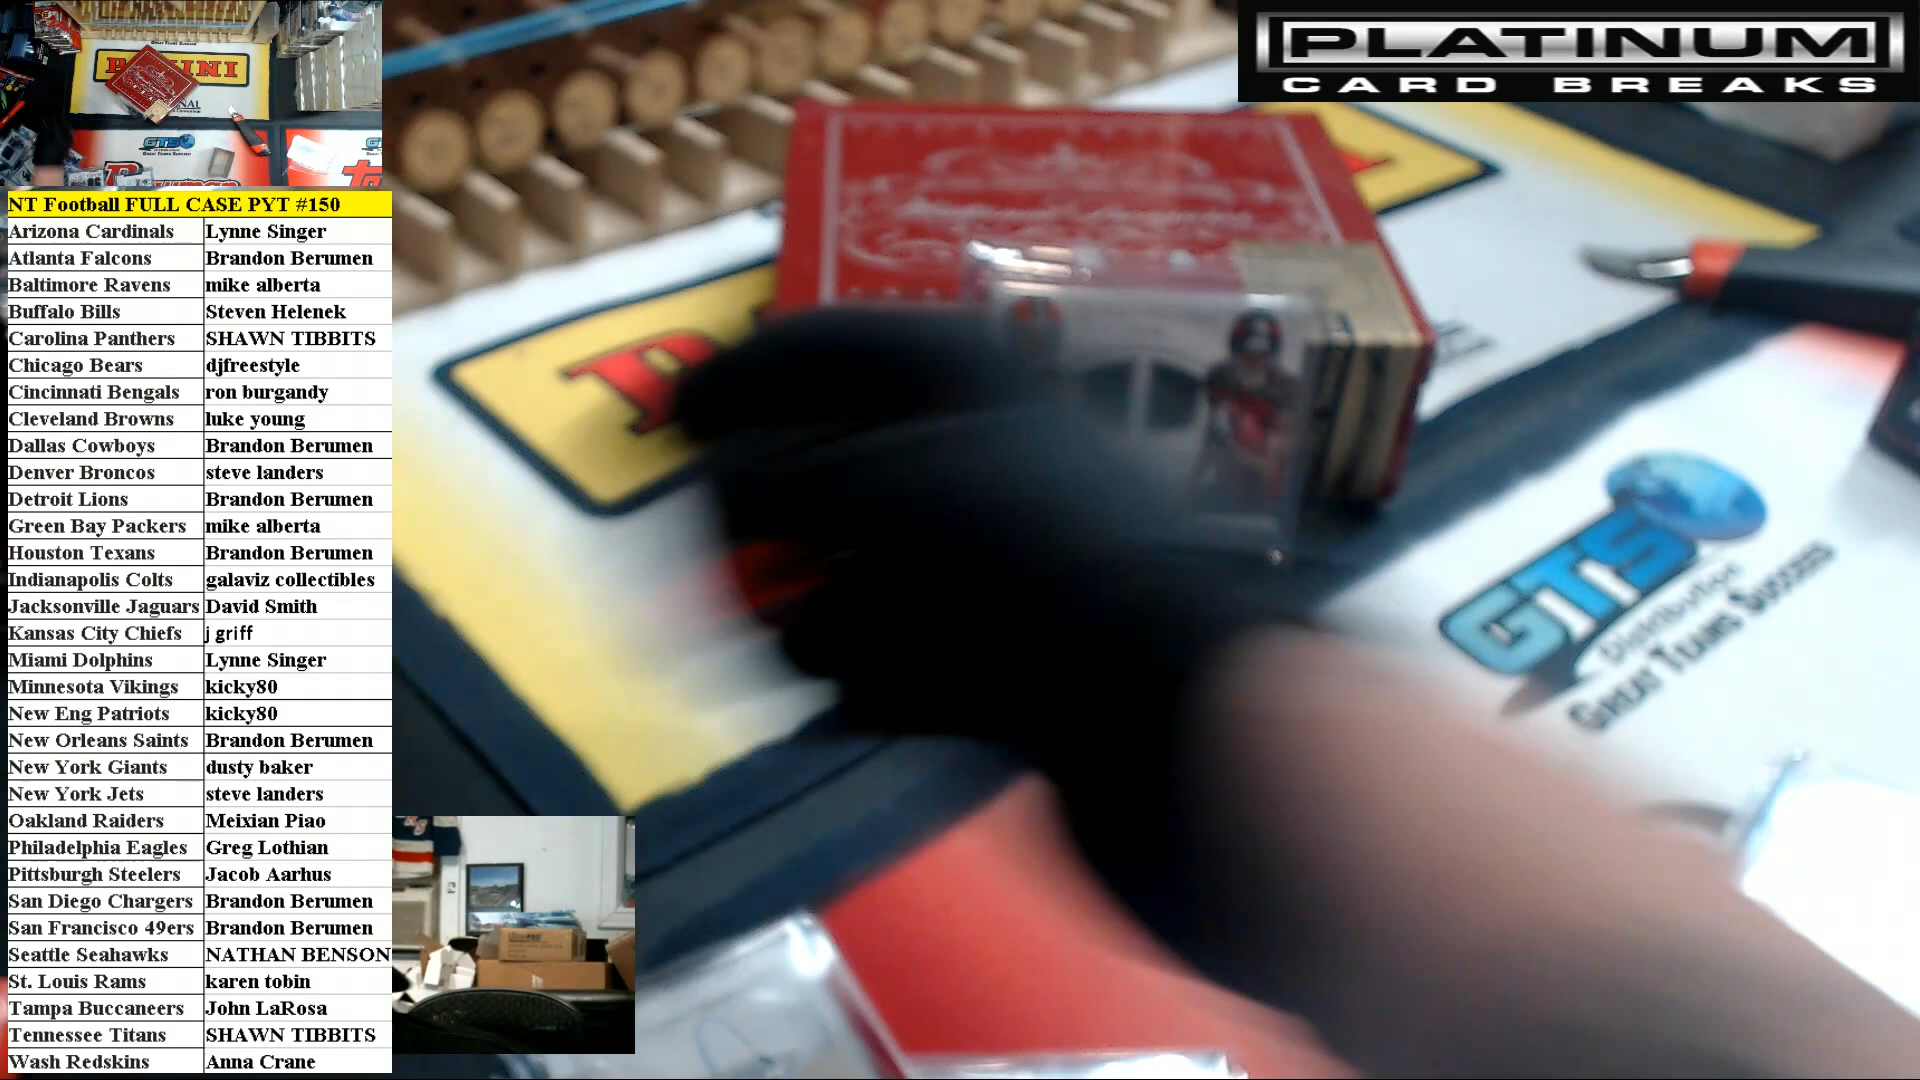 PANINI
GTS
GREAT TEAMS SUCCESS
PLATINUM
CARD BREAKS
NT Football FULL CASE PYT #150
Arizona Cardinals Lynne Singer
Atlanta Falcons Brandon Berumen
Baltimore Ravens mike alberta
Buffalo Bills Steven Helenek
Carolina Panthers SHAWN TIBBITS
Chicago Bears djfreestyle
Cincinnati Bengals ron burgandy
Cleveland Browns luke young
Dallas Cowboys Brandon Berumen
Denver Broncos steve landers
Detroit Lions Brandon Berumen
Green Bay Packers mike alberta
Houston Texans Brandon Berumen
Indianapolis Colts galaviz collectibles
Jacksonville Jaguars David Smith
Kansas City Chiefs j griff
Miami Dolphins Lynne Singer
Minnesota Vikings kicky80
New Eng Patriots kicky80
New Orleans Saints Brandon Berumen
New York Giants dusty baker
New York Jets steve landers
Oakland Raiders Meixian Piao
Philadelphia Eagles Greg Lothian
Pittsburgh Steelers Jacob Aarhus
San Diego Chargers Brandon Berumen
San Francisco 49ers Brandon Berumen
Seattle Seahawks NATHAN BENSON
St. Louis Rams karen tobin
Tampa Buccaneers John LaRosa
Tennessee Titans SHAWN TIBBITS
Wash Redskins Anna Crane
GTS
Distribution
GREAT TEAMS SUCCESS